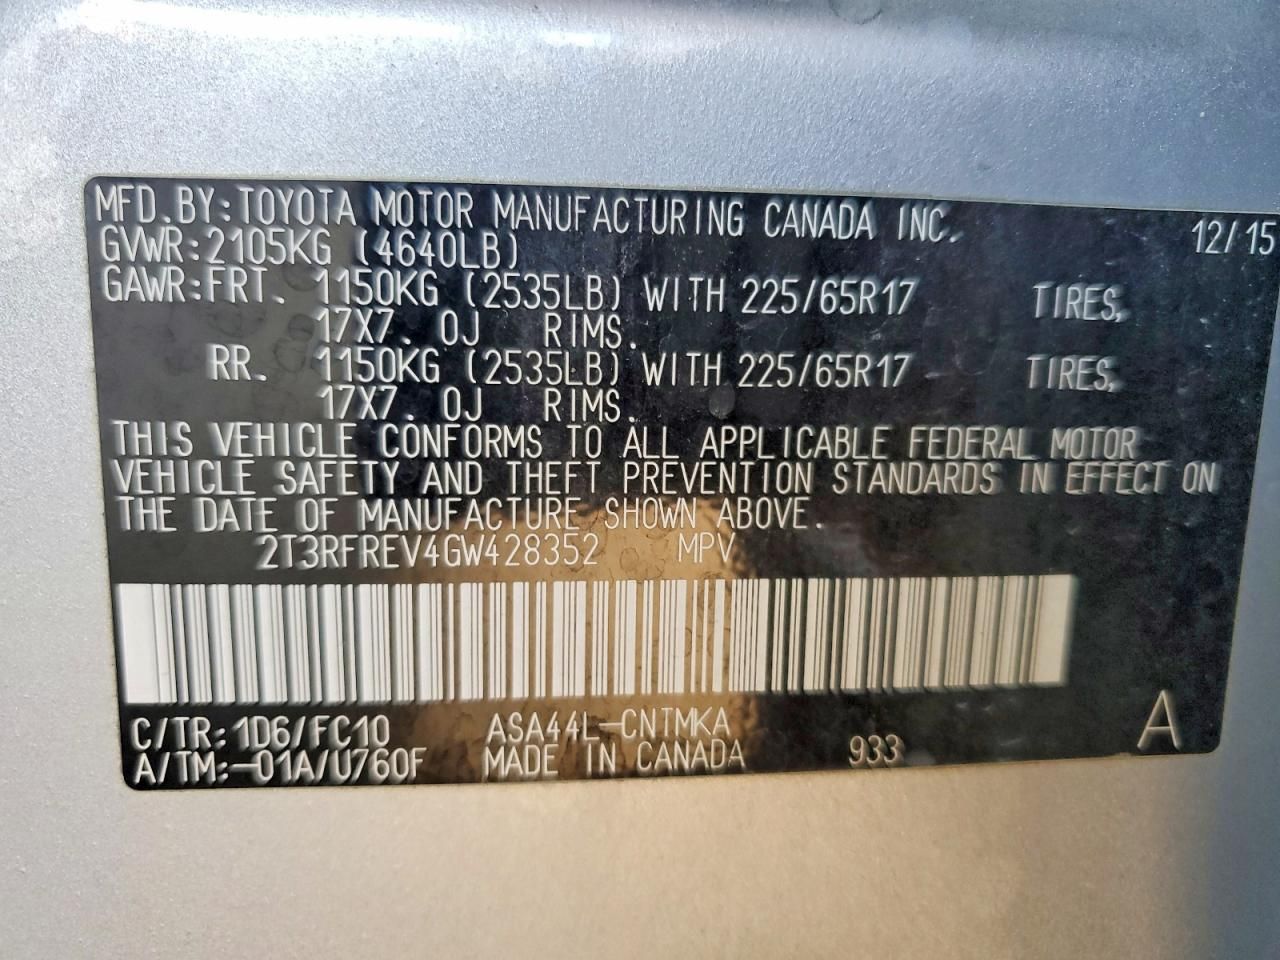 MFD.BY:TOYOTA MOTOR MANUFACTURING CANADA INC. 12/15
GVWR:2105KG (4640LB)
GAWR:FRT. 1150KG (2535LB) WITH 225/65R17 TIRES,
17X7.0J RIMS.
RR. 1150KG (2535LB) WITH 225/65R17 TIRES,
17X7.0J RIMS.
THIS VEHICLE CONFORMS TO ALL APPLICABLE FEDERAL MOTOR
VEHICLE SAFETY AND THEFT PREVENTION STANDARDS IN EFFECT ON
THE DATE OF MANUFACTURE SHOWN ABOVE.
2T3RFREV4GW428352 MPV
C/TR:1D6/FC10 ASA44L-CNTMKA A
A/TM:-01A/U760F MADE IN CANADA 933